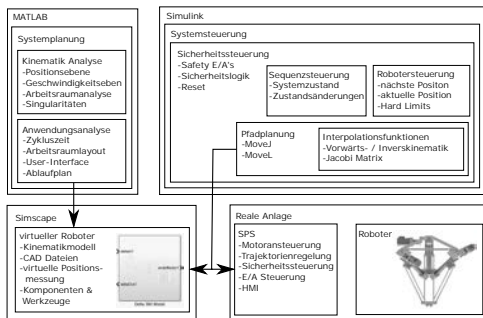 MATLAB
Systemplanung
Kinematik Analyse
-Positionsebene
-Geschwindigkeitseben
-Arbeitsraumanalyse
-Singularitäten
Anwendungsanalyse
-Zykluszeit
-Arbeitsraumlayout
-User-Interface
-Ablaufplan
Simulink
Systemsteuerung
Sicherheitssteuerung
-Safety E/A's
-Sicherheitslogik
-Reset
Sequenzsteuerung
-Systemzustand
-Zustandsänderungen
Robotersteuerung
-nächste Positon
-aktuelle Position
-Hard Limits
Pfadplanung
-MoveJ
-MoveL
Interpolationsfunktionen
-Vorwärts- / Inverskinematik
-Jacobi Matrix
Simscape
virtueller Roboter
-Kinematikmodell
-CAD Dateien
-virtuelle Positions-
messung
-Komponenten &
Werkzeuge
Reale Anlage
SPS
-Motoransteuerung
-Trajektorienregelung
-Sicherheitssteuerung
-E/A Steuerung
-HMI
Roboter